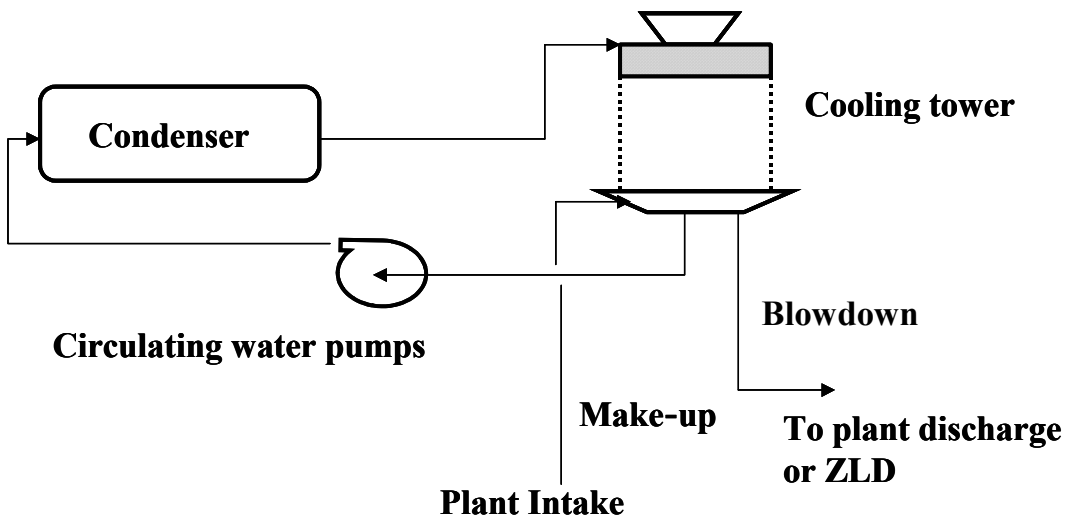 Cooling tower
Condenser
Circulating water pumps
Blowdown
Make-up
To plant discharge
or ZLD
Plant Intake